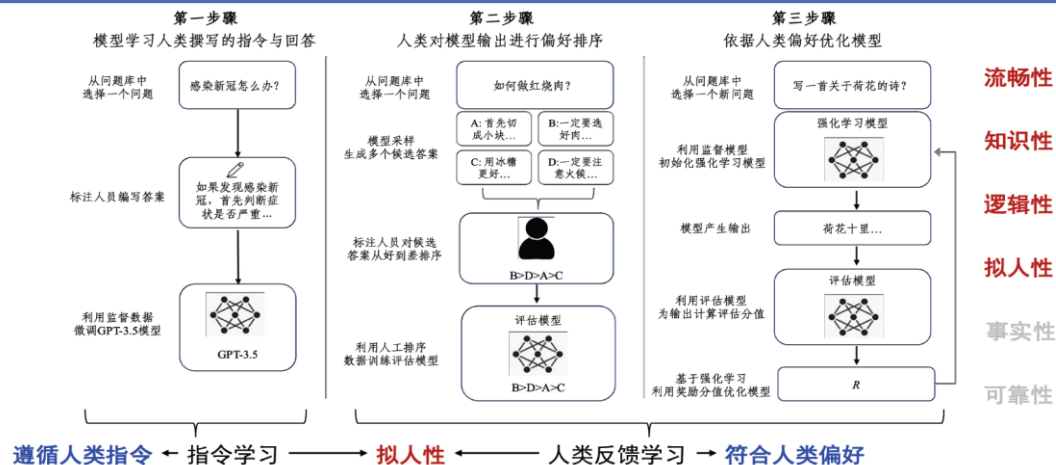 第一步骤
模型学习人类撰写的指令与回答
从问题库中
选择一个问题
感染新冠怎么办?
标注人员编写答案
如果发现感染新
冠，首先判断症
状是否严重...
利用监督数据
微调GPT-3.5模型
GPT-3.5
第二步骤
人类对模型输出进行偏好排序
从问题库中
选择一个问题
如何做红烧肉?
模型采样
生成多个候选答案
A: 首先切
成小块...
B:一定要选
好肉...
C: 用冰糖
更好...
D:一定要注
意火候...
标注人员对候选
答案从好到差排序
B>D>A>C
利用人工排序
数据训练评估模型
评估模型
B>D>A>C
第三步骤
依据人类偏好优化模型
从问题库中
选择一个新问题
写一首关于荷花的诗?
利用监督模型
初始化强化学习模型
强化学习模型
模型产生输出
荷花十里...
利用评估模型
为输出计算评估分值
评估模型
基于强化学习
利用奖励分值优化模型
R
流畅性
知识性
逻辑性
拟人性
事实性
可靠性
遵循人类指令 ← 指令学习 → 拟人性 ← 人类反馈学习 → 符合人类偏好